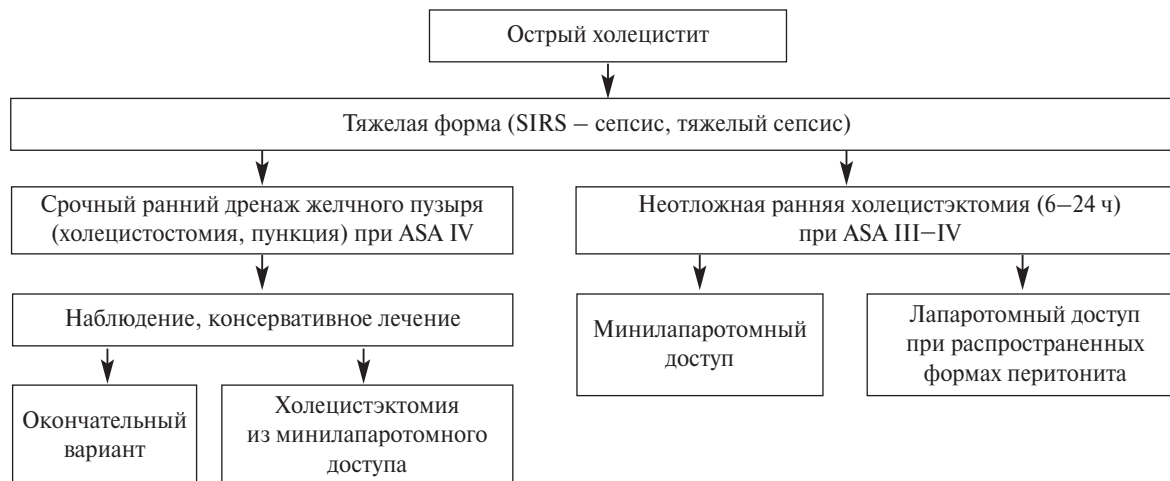 Острый холецистит
Тяжелая форма (SIRS – сепсис, тяжелый сепсис)
Срочный ранний дренаж желчного пузыря
(холецистостомия, пункция) при ASA IV
Неотложная ранняя холецистэктомия (6–24 ч)
при ASA III–IV
Наблюдение, консервативное лечение
Минилапаротомный
доступ
Лапаротомный доступ
при распространенных
формах перитонита
Окончательный
вариант
Холецистэктомия
из минилапаротомного
доступа